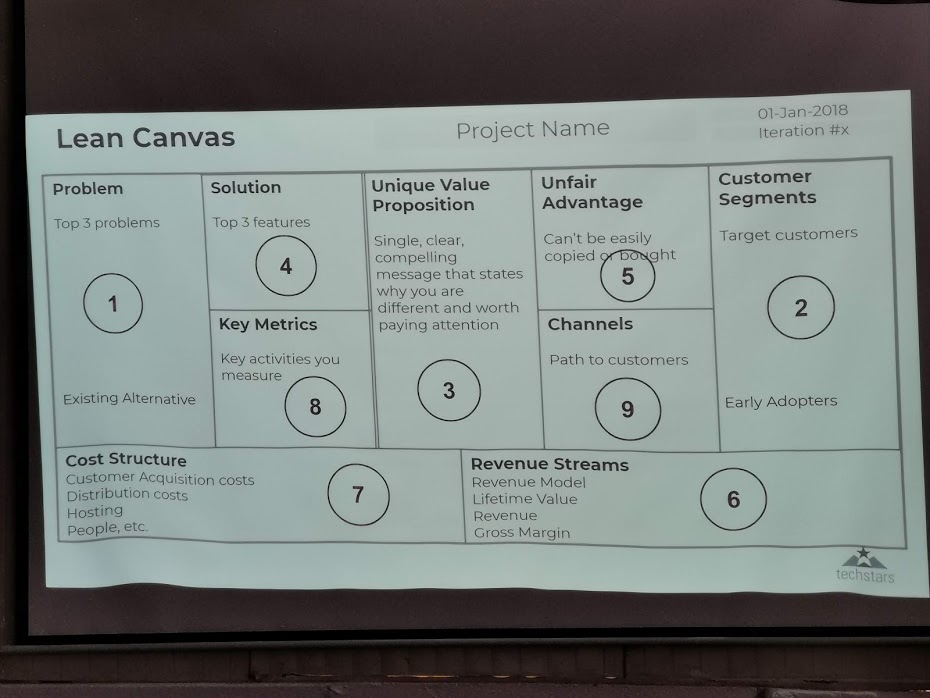 Lean Canvas
Project Name
01-Jan-2018
Iteration #x
Problem
Top 3 problems
1
Existing Alternative
Solution
Top 3 features
4
Key Metrics
Key activities you
measure
8
Unique Value
Proposition
Single, clear,
compelling
message that states
why you are
different and worth
paying attention
3
Unfair
Advantage
Can't be easily
copied or bought
5
Channels
Path to customers
9
Customer
Segments
Target customers
2
Early Adopters
Cost Structure
Customer Acquisition costs
Distribution costs
Hosting
People, etc.
7
Revenue Streams
Revenue Model
Lifetime Value
Revenue
Gross Margin
6
techstars